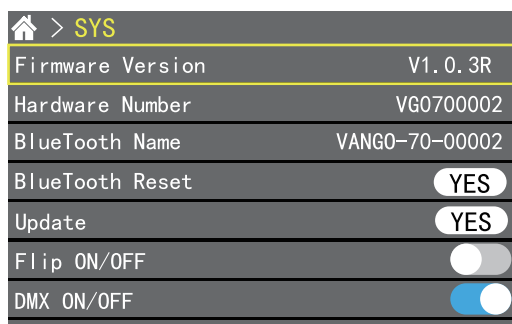 > SYS
Firmware Version V1.0.3R
Hardware Number VG0700002
BlueTooth Name VANGO-70-00002
BlueTooth Reset YES
Update YES
Flip ON/OFF
DMX ON/OFF